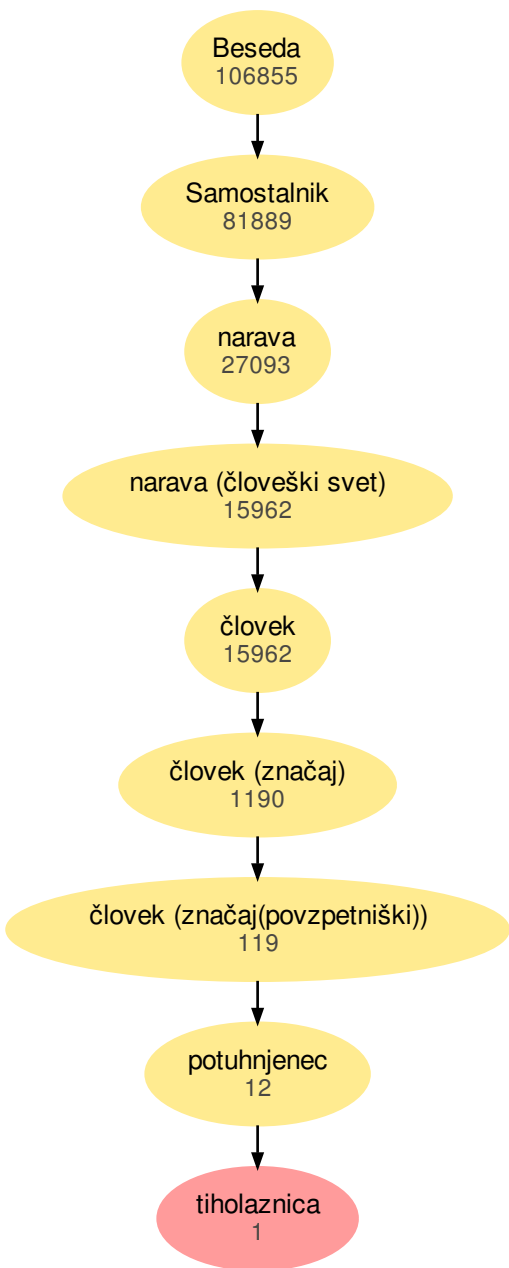 Beseda
106855
Samostalnik
81889
narava
27093
narava (človeški svet)
15962
človek
15962
človek (značaj)
1190
človek (značaj(povzpetniški))
119
potuhnjenec
12
tiholaznica
1